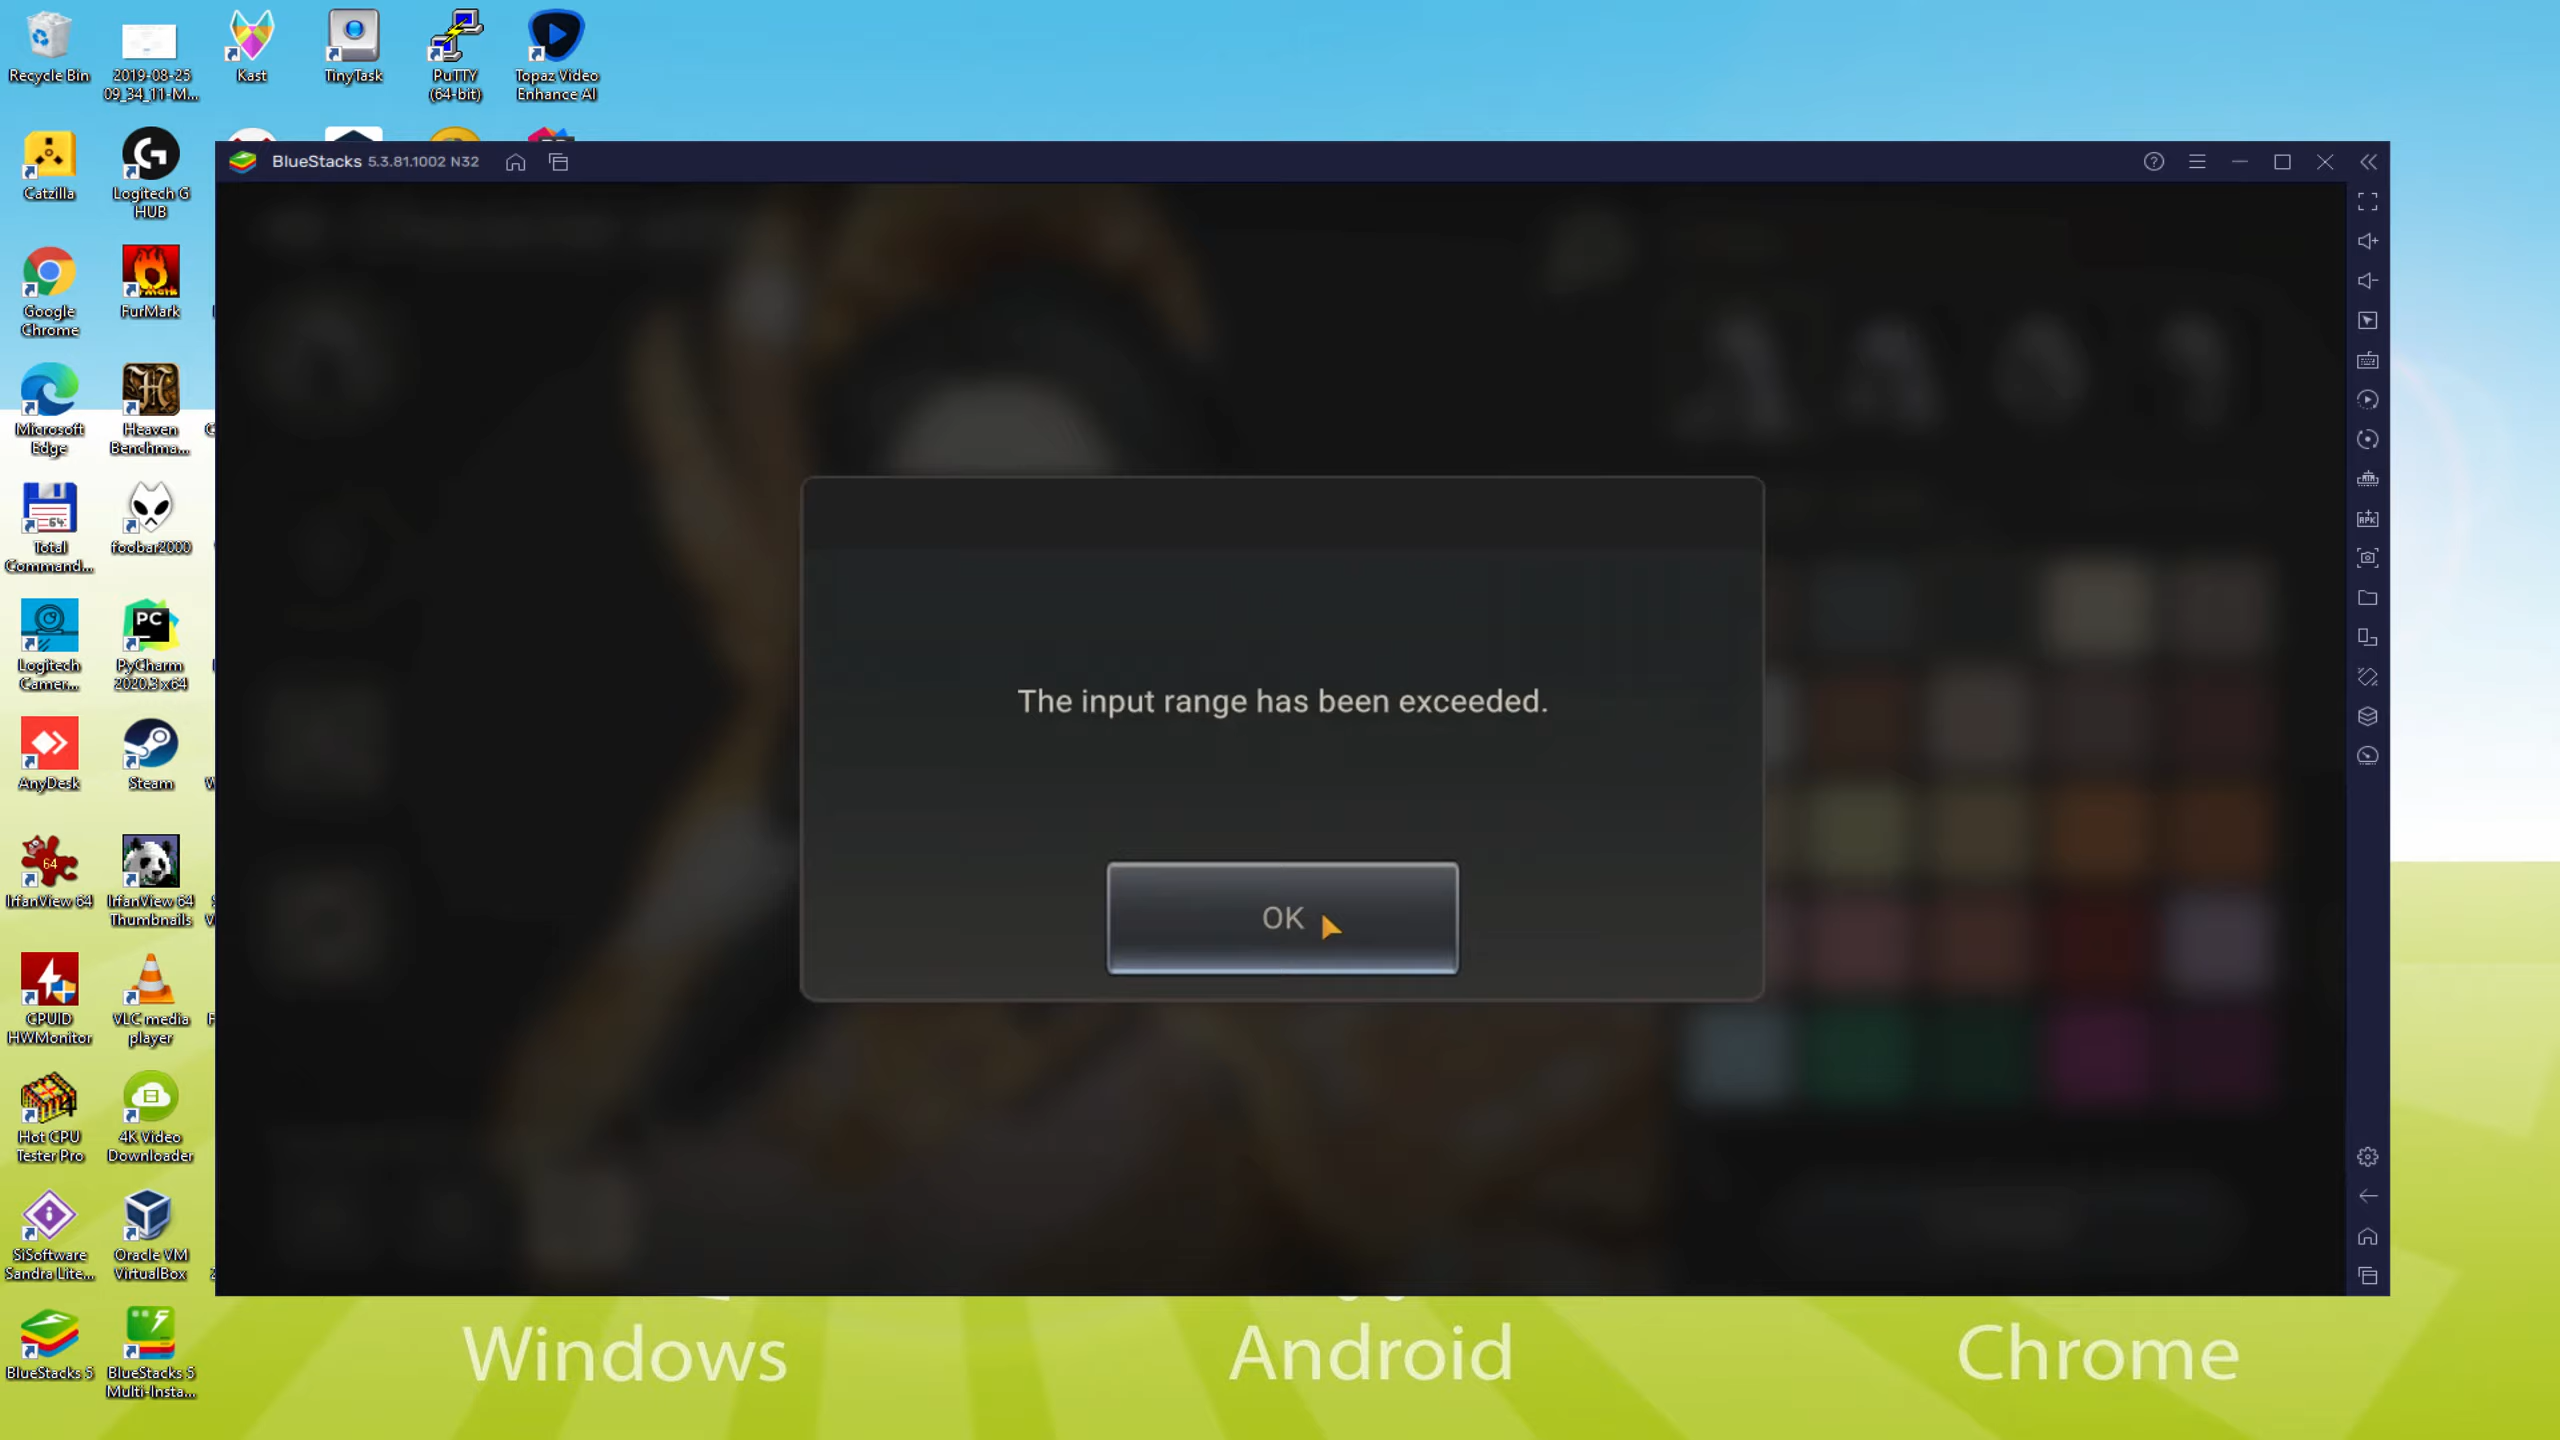 Recycle Bin
2019-08-25
09_34_11-M...
Kast
TinyTask
PuTTY
(64-bit)
Topaz Video
Enhance AI
Catzilla
Logitech G
HUB
BlueStacks 5.3.81.1002 N32
Google
Chrome
FurMark
Microsoft
Edge
Heaven
Benchma...
Total
Command...
foobar2000
Logitech
Camer...
PyCharm
2020.3 x64
AnyDesk
Steam
IrfanView 64
IrfanView 64
Thumbnails
CPUID
HWMonitor
VLC media
player
Hot CPU
Tester Pro
4K Video
Downloader
SiSoftware
Sandra Lite...
Oracle VM
VirtualBox
BlueStacks 5
BlueStacks 5
Multi-Insta...
The input range has been exceeded.
OK
Windows
Android
Chrome